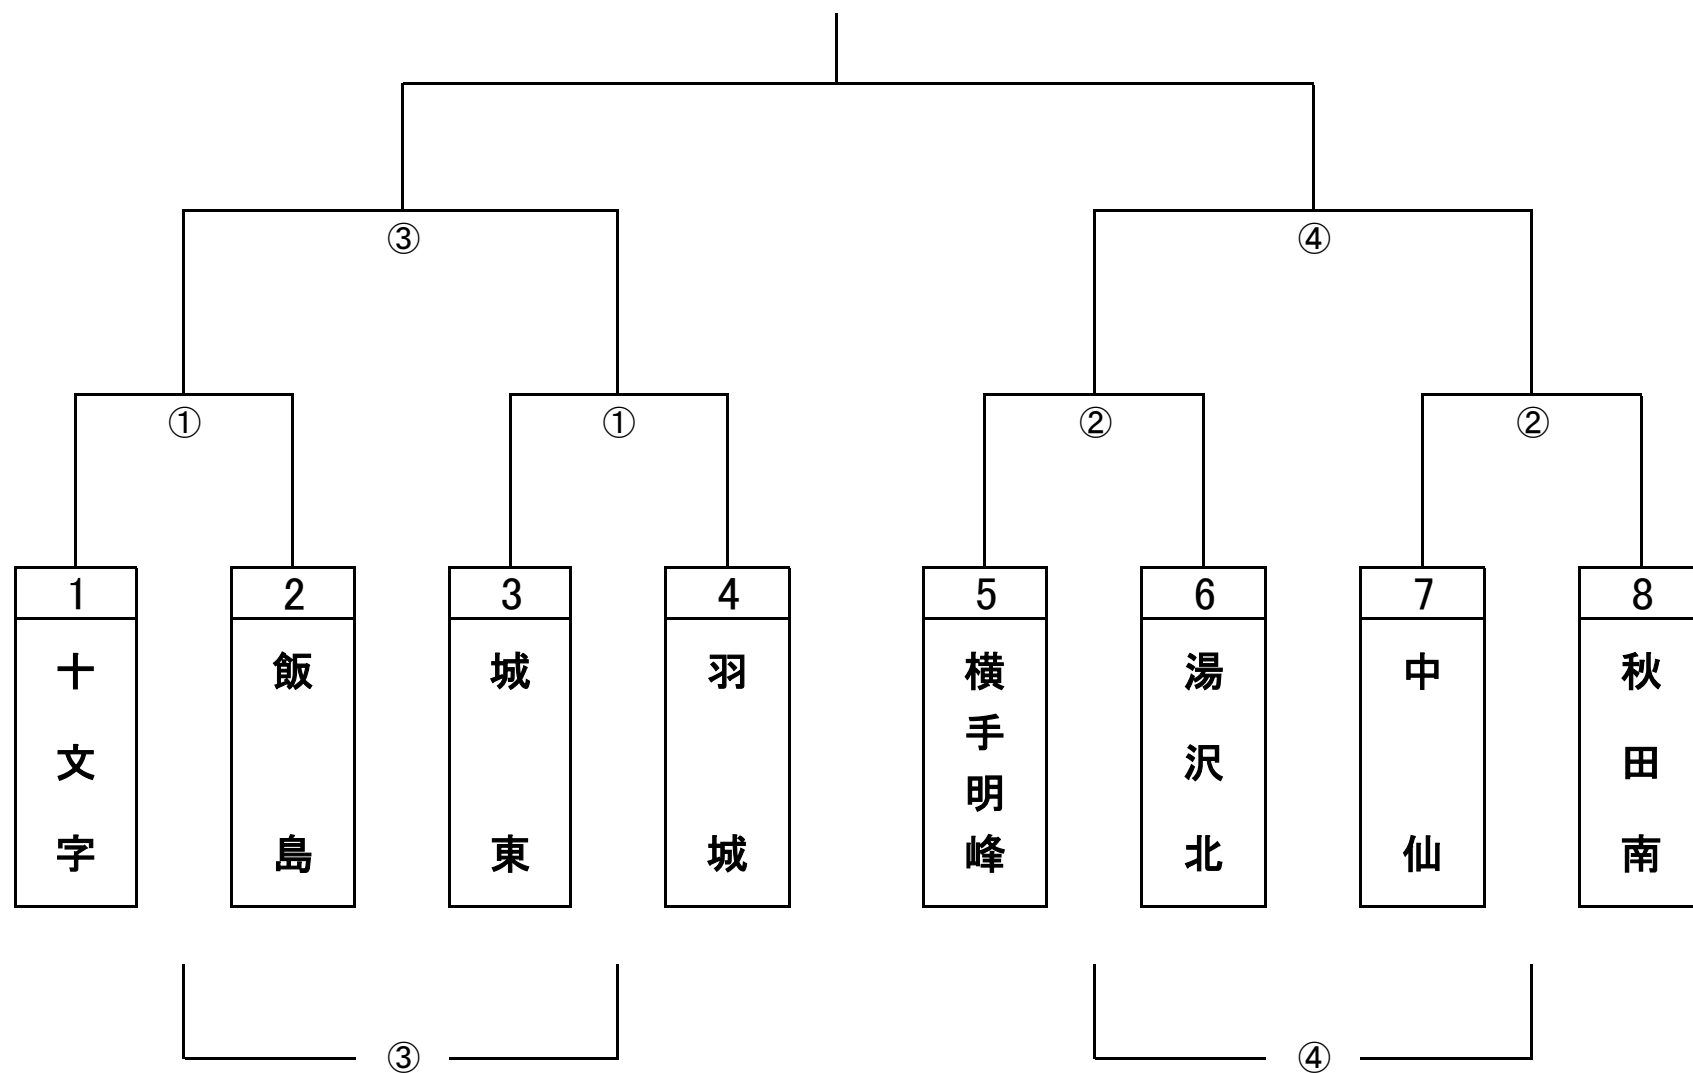 ③ ④
① ① ② ②
1 2 3 4 5 6 7 8
十文字
飯島
城東
羽城
横手明峰
湯沢北
中仙
秋田南
③ ④